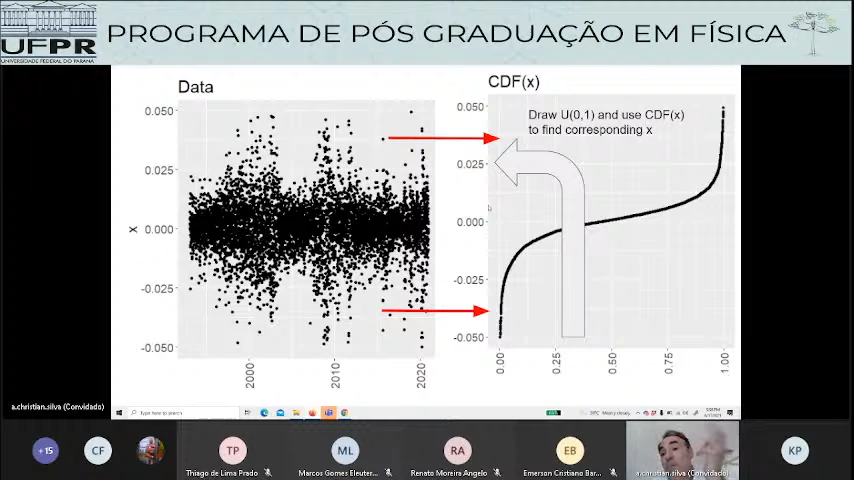 UFPR
UNIVERSIDADE FEDERAL DO PARANÁ
PROGRAMA DE PÓS GRADUAÇÃO EM FÍSICA
Data
0.050
0.025
0.000
-0.025
-0.050
X
2000
2010
2020
CDF(x)
Draw U(0,1) and use CDF(x)
to find corresponding x
0.050
0.025
0.000
-0.025
-0.050
0.00
0.25
0.50
0.75
1.00
a.christian.silva (Convidado)
Type here to search
+15
CF
TP
Thiago de Lima Prado
ML
Marcos Gomes Eleuter...
RA
Renato Moreira Angelo
EB
Emerson Cristiano Bar...
a.christian.silva (Convidado)
KP